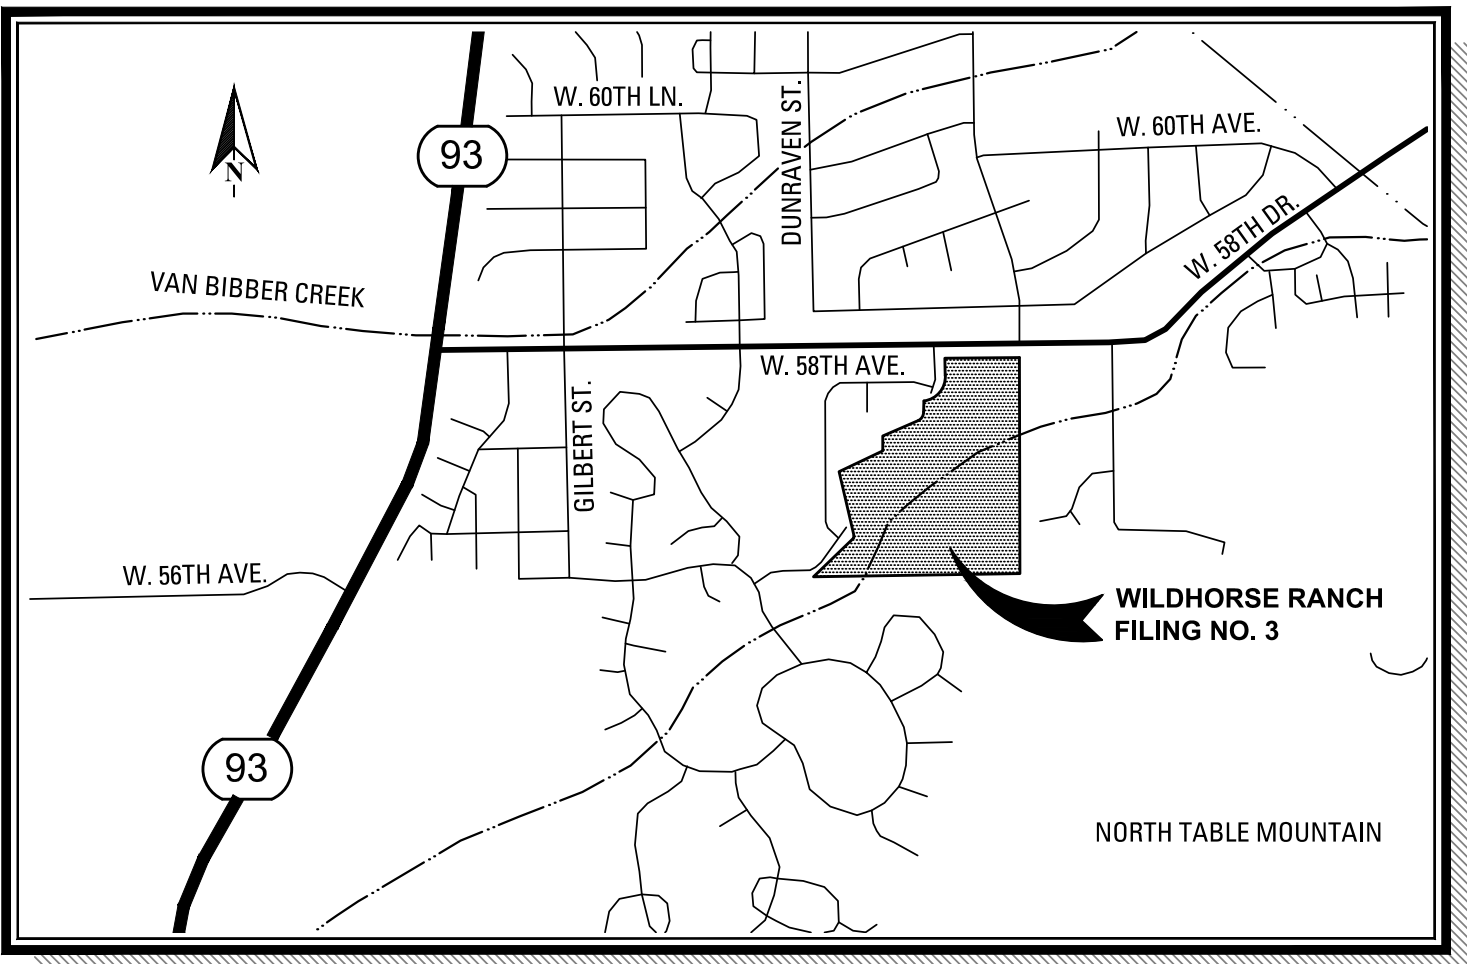 W. 60TH LN.
DUNRAVEN ST.
W. 60TH AVE.
93
N
W. 58TH DR.
VAN BIBBER CREEK
W. 58TH AVE.
GILBERT ST.
W. 56TH AVE.
WILDHORSE RANCH
FILING NO. 3
93
NORTH TABLE MOUNTAIN